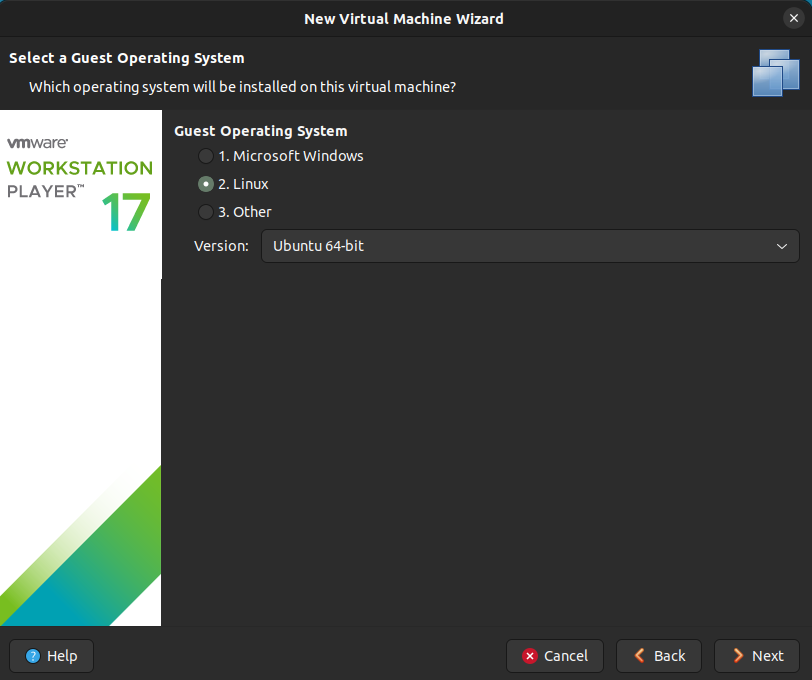 New Virtual Machine Wizard
Select a Guest Operating System
Which operating system will be installed on this virtual machine?
vmware®
WORKSTATION
PLAYER™
17
Guest Operating System
1. Microsoft Windows
2. Linux
3. Other
Version: Ubuntu 64-bit
? Help
Cancel
Back
Next